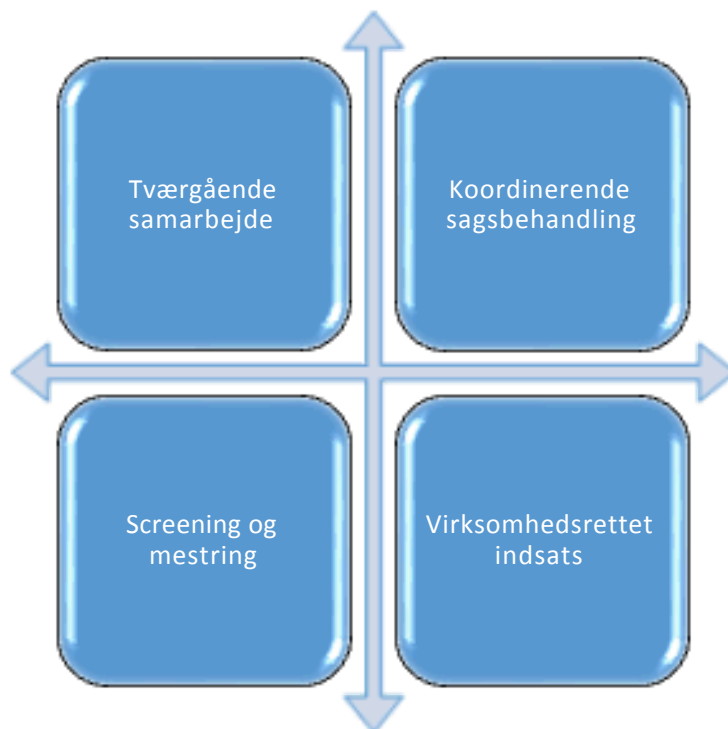 Tværgående
samarbejde
Koordinerende
sagsbehandling
Screening og
mestring
Virksomhedsrettet
indsats